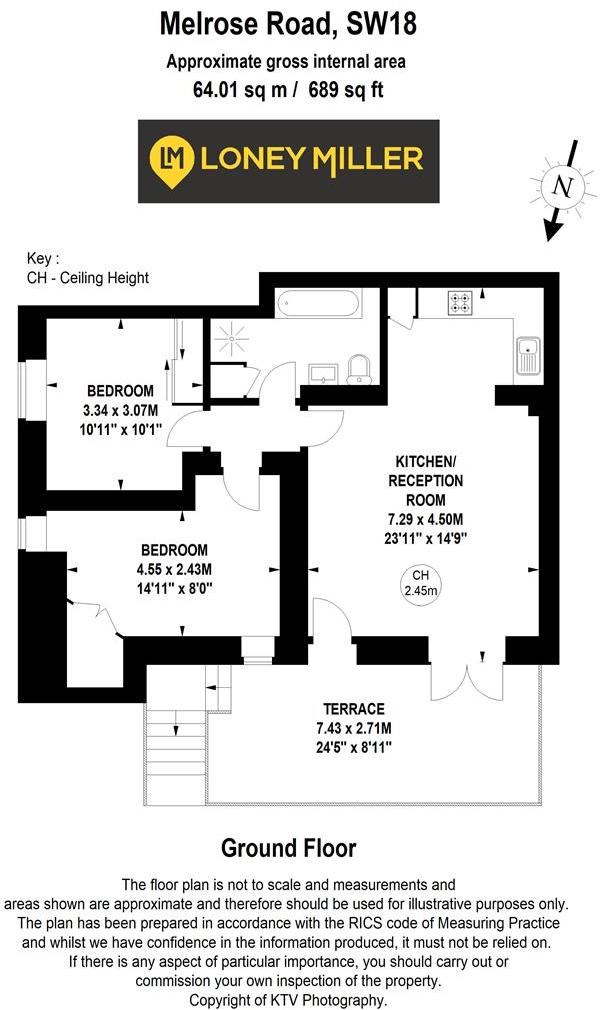 Melrose Road, SW18
Approximate gross internal area
64.01 sq m / 689 sq ft
LM LONEY MILLER
N
Key :
CH - Ceiling Height
BEDROOM
3.34 x 3.07M
10'11" x 10'1"
KITCHEN/
RECEPTION
ROOM
7.29 x 4.50M
23'11" x 14'9"
CH
2.45m
BEDROOM
4.55 x 2.43M
14'11" x 8'0"
TERRACE
7.43 x 2.71M
24'5" x 8'11"
Ground Floor
The floor plan is not to scale and measurements and
areas shown are approximate and therefore should be used for illustrative purposes only.
The plan has been prepared in accordance with the RICS code of Measuring Practice
and whilst we have confidence in the information produced, it must not be relied on.
If there is any aspect of particular importance, you should carry out or
commission your own inspection of the property.
Copyright of KTV Photography.